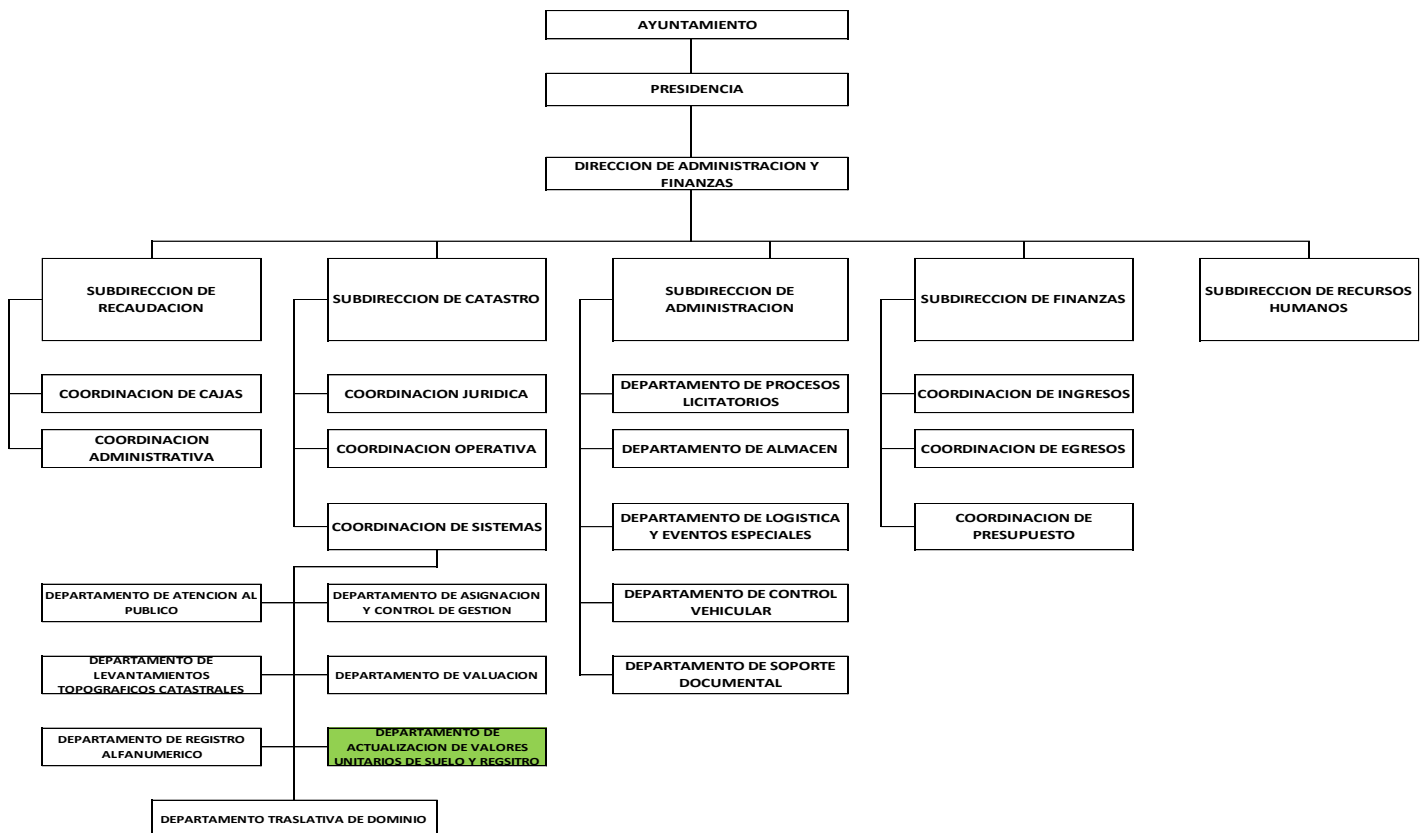 AYUNTAMIENTO
PRESIDENCIA
DIRECCION DE ADMINISTRACION Y
FINANZAS
SUBDIRECCION DE
RECAUDACION
SUBDIRECCION DE CATASTRO
SUBDIRECCION DE
ADMINISTRACION
SUBDIRECCION DE FINANZAS
SUBDIRECCION DE RECURSOS
HUMANOS
COORDINACION DE CAJAS
COORDINACION JURIDICA
DEPARTAMENTO DE PROCESOS
LICITATORIOS
COORDINACION DE INGRESOS
COORDINACION
ADMINISTRATIVA
COORDINACION OPERATIVA
DEPARTAMENTO DE ALMACEN
COORDINACION DE EGRESOS
COORDINACION DE SISTEMAS
DEPARTAMENTO DE LOGISTICA
Y EVENTOS ESPECIALES
COORDINACION DE
PRESUPUESTO
DEPARTAMENTO DE ATENCION AL
PUBLICO
DEPARTAMENTO DE ASIGNACION
Y CONTROL DE GESTION
DEPARTAMENTO DE CONTROL
VEHICULAR
DEPARTAMENTO DE
LEVANTAMIENTOS
TOPOGRAFICOS CATASTRALES
DEPARTAMENTO DE VALUACION
DEPARTAMENTO DE SOPORTE
DOCUMENTAL
DEPARTAMENTO DE REGISTRO
ALFANUMERICO
DEPARTAMENTO DE
ACTUALIZACION DE VALORES
UNITARIOS DE SUELO Y REGSITRO
DEPARTAMENTO TRASLATIVA DE DOMINIO